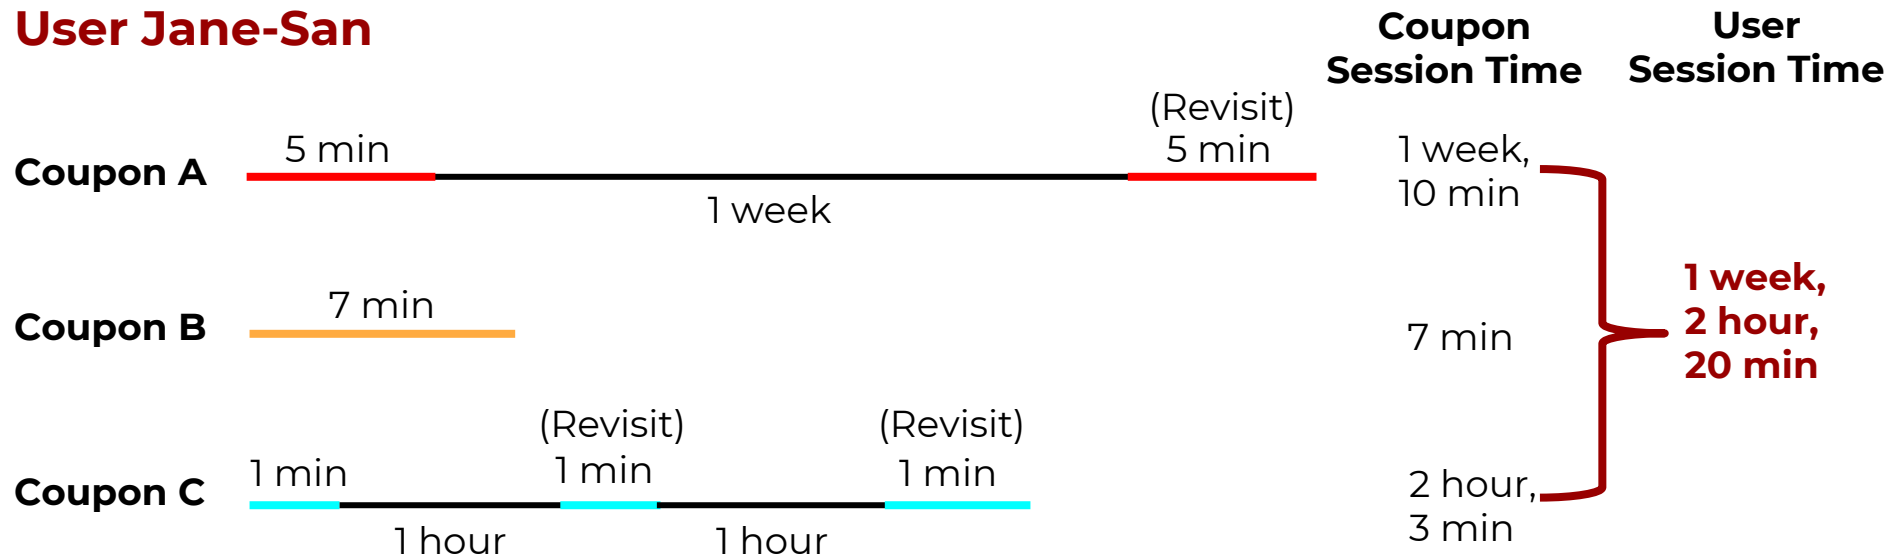 User Jane-San
Coupon
Session Time
User
Session Time
Coupon A
5 min
1 week
(Revisit)
5 min
1 week,
10 min
Coupon B
7 min
7 min
1 week,
2 hour,
20 min
Coupon C
1 min
1 hour
(Revisit)
1 min
1 hour
(Revisit)
1 min
2 hour,
3 min